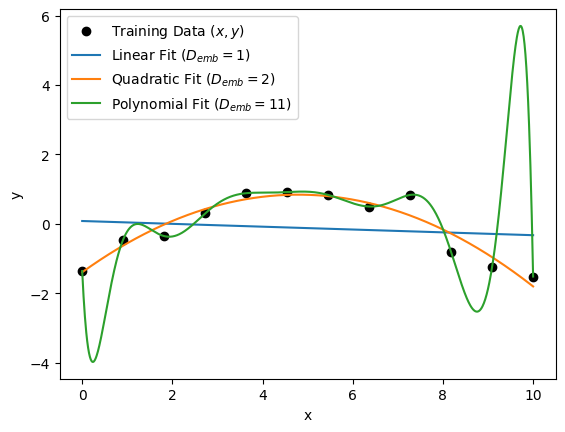 Training Data (x, y)
Linear Fit (D_emb = 1)
Quadratic Fit (D_emb = 2)
Polynomial Fit (D_emb = 11)
6
4
2
0
−2
−4
y
0 2 4 6 8 10
x